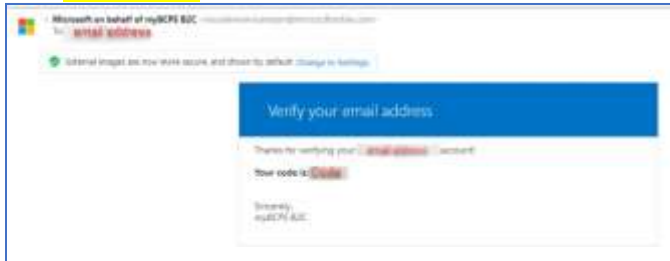 Microsoft on behalf of myBCPS B2C
To: email address
External images are now more secure, and shown by default. Change in Settings
Verify your email address
Thanks for verifying your email address account!
Your code is: Code
Sincerely,
myBCPS B2C